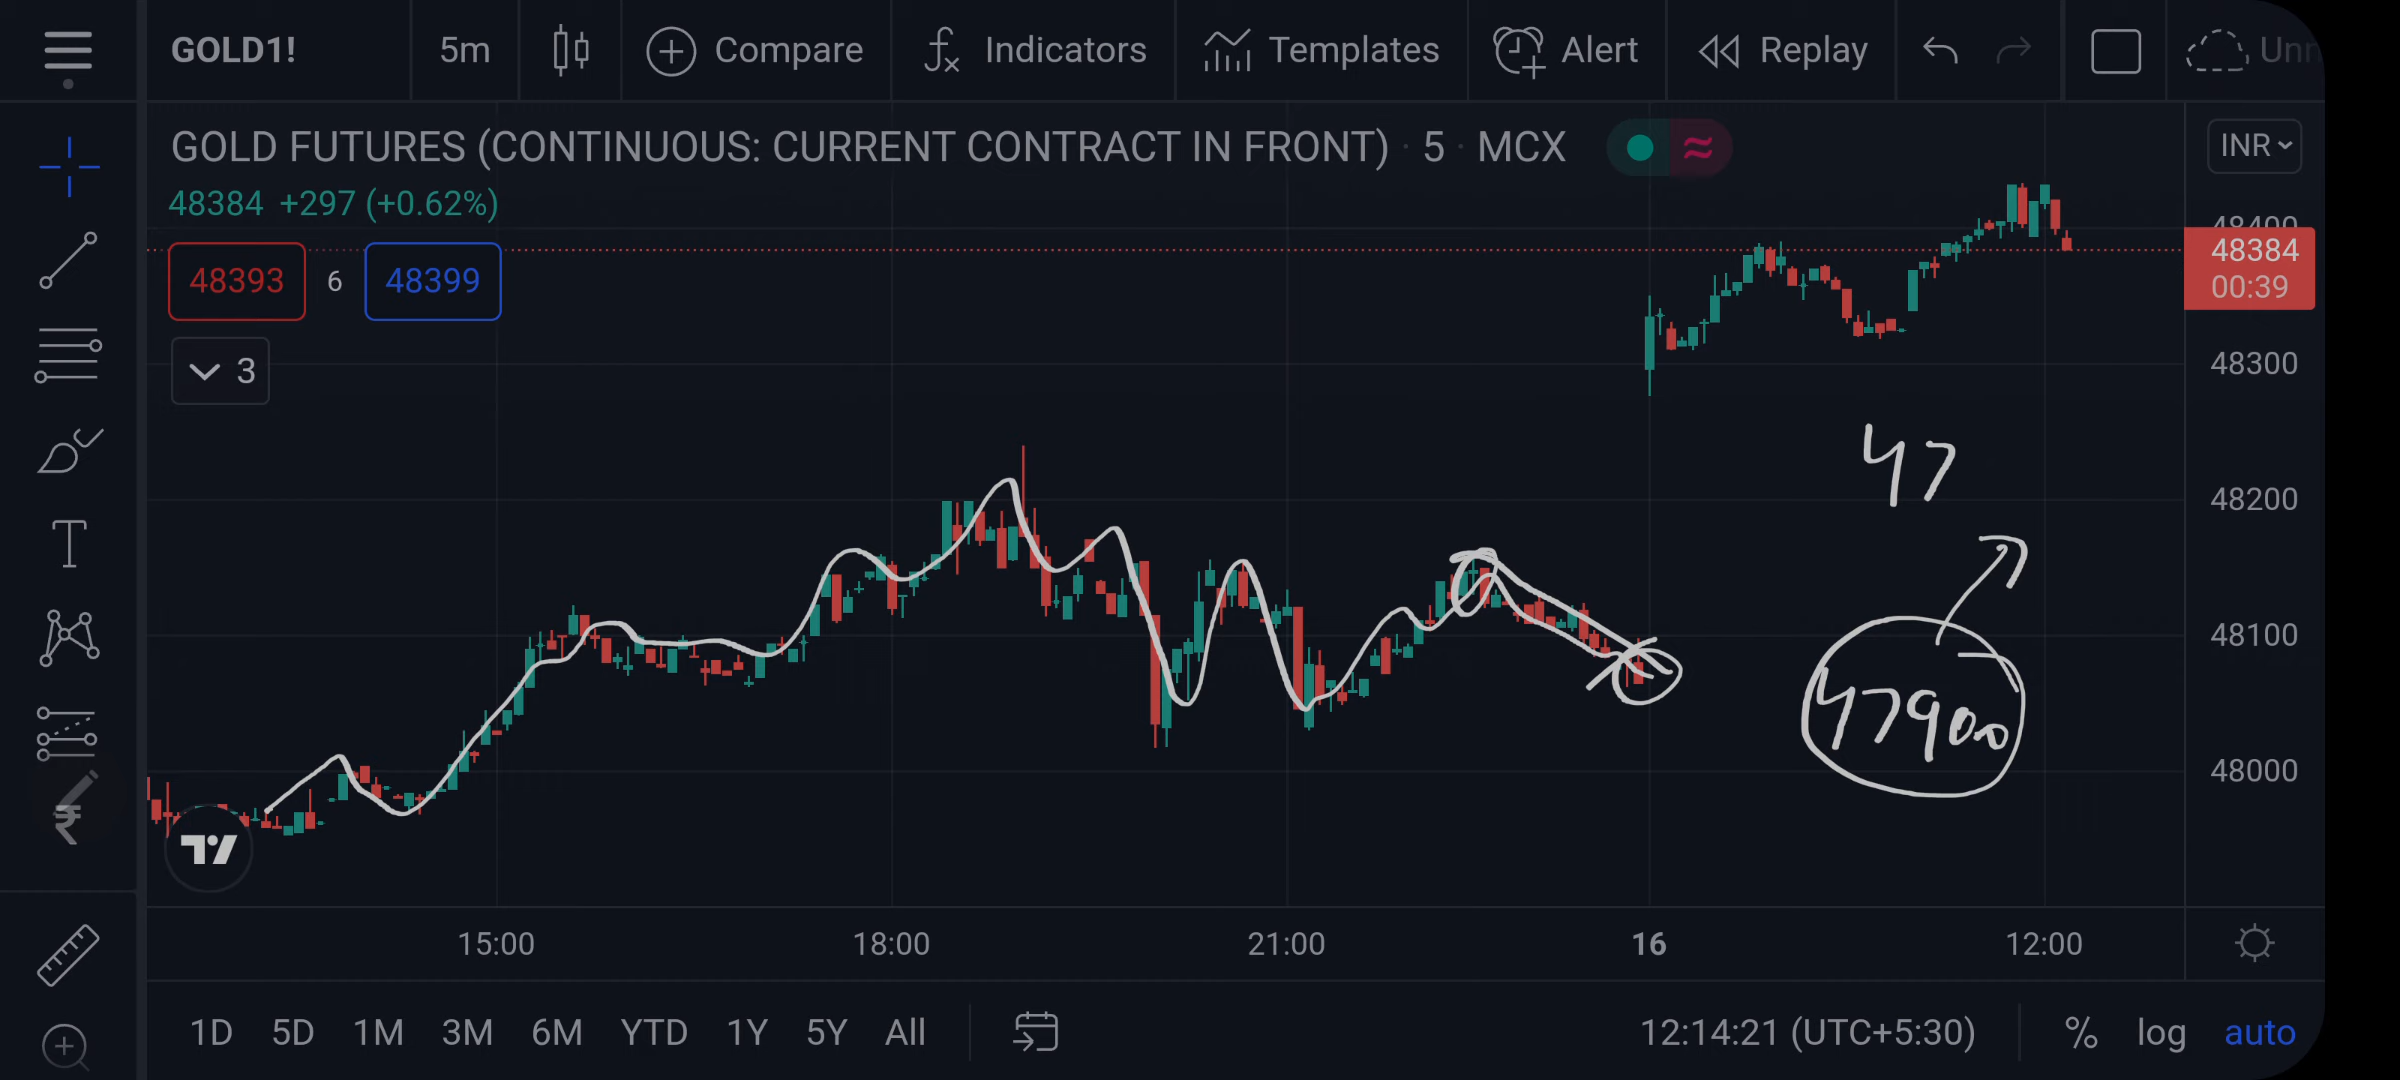 GOLD1! 5m Compare Indicators Templates Alert Replay
GOLD FUTURES (CONTINUOUS: CURRENT CONTRACT IN FRONT) · 5 · MCX INR
48384 +297 (+0.62%)
48400
48384
00:39
48393 6 48399
3
48300
47
48200
48100
47900
48000
₹
15:00 18:00 21:00 16 12:00
1D 5D 1M 3M 6M YTD 1Y 5Y All 12:14:21 (UTC+5:30) % log auto